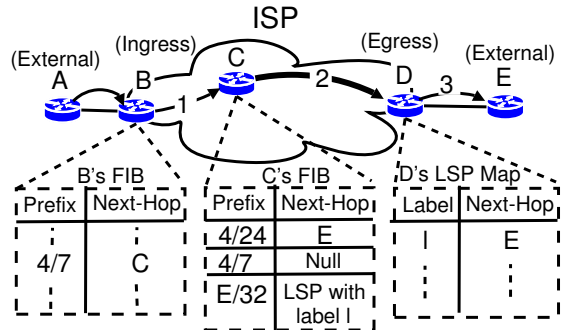 ISP
(External)
(Ingress)
C
(Egress)
(External)
A
B
D
E
1
2
3
B's FIB
Prefix Next-Hop
4/7 C
C's FIB
Prefix Next-Hop
4/24 E
4/7 Null
E/32 LSP with
label l
D's LSP Map
Label Next-Hop
l E